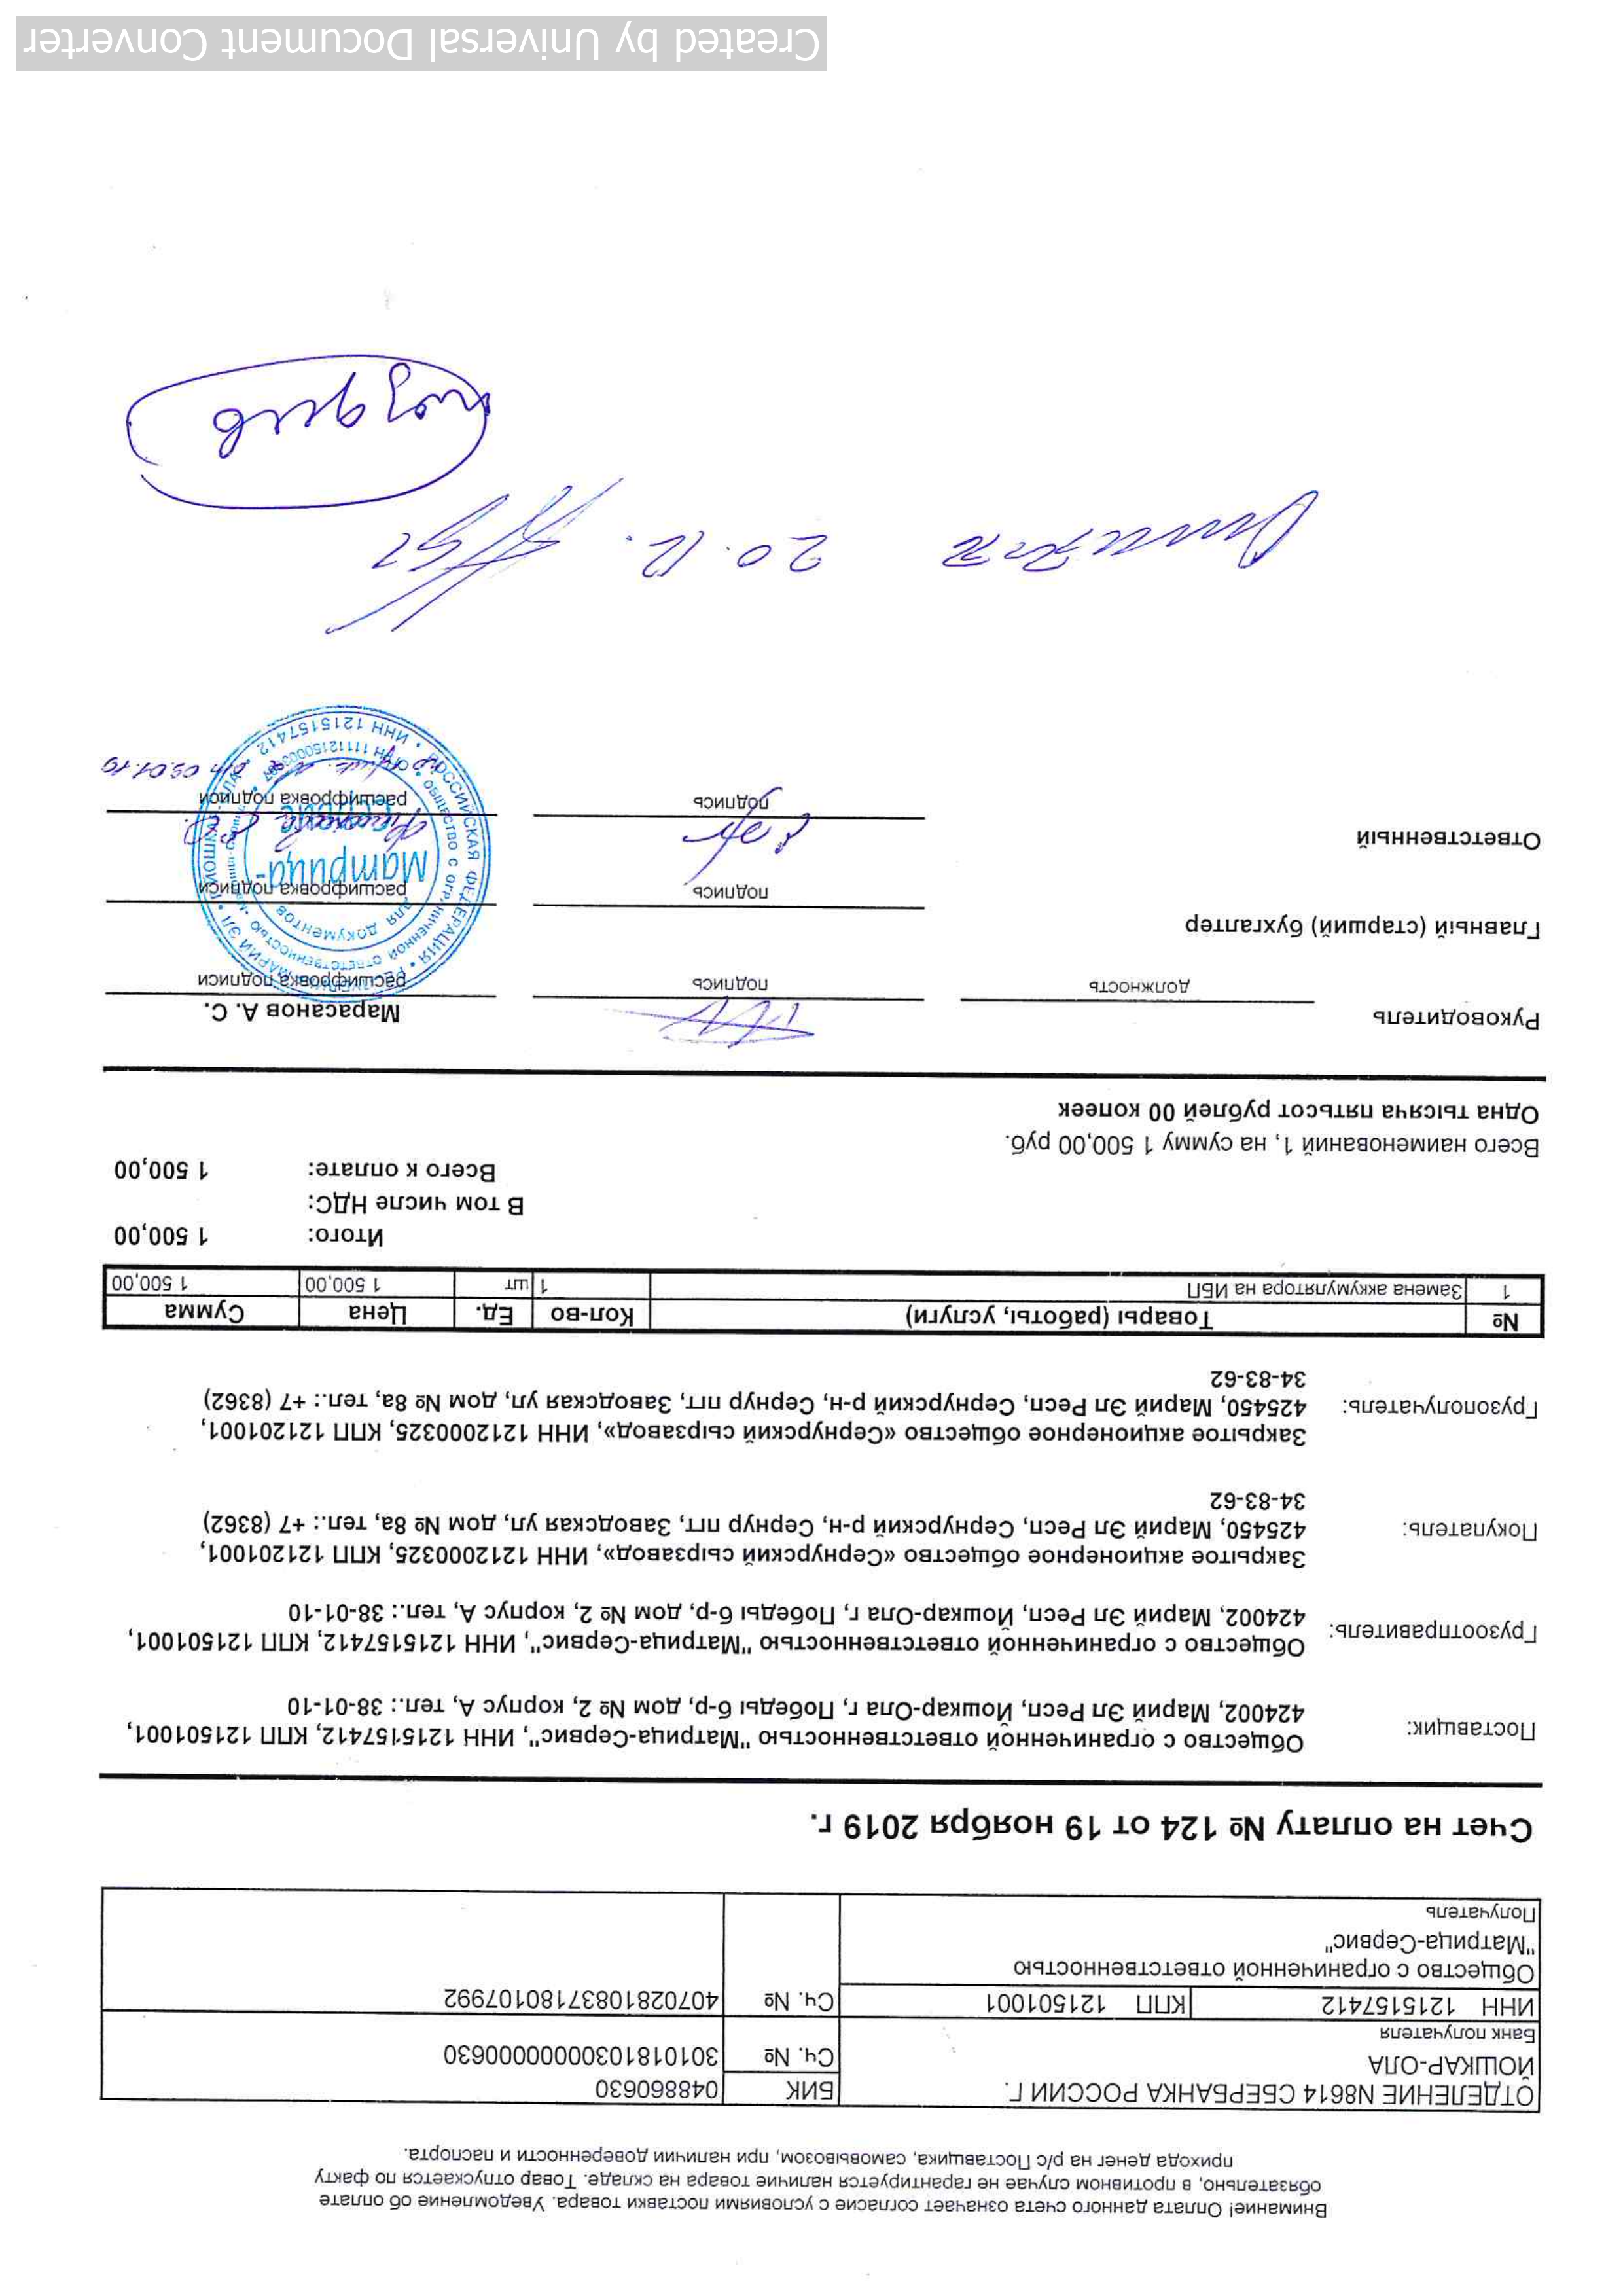 Внимание! Оплата данного счета означает согласие с условиями поставки товара. Уведомление об оплате
обязательно, в противном случае не гарантируется наличие товара на складе. Товар отпускается по факту
прихода денег на р/с Поставщика, самовывозом, при наличии доверенности и паспорта.
ОТДЕЛЕНИЕ N8614 СБЕРБАНКА РОССИИ Г. БИК 048860630
ЙОШКАР-ОЛА Сч. № 30101810300000000630
Банк получателя
ИНН 1215157412 КПП 121501001 Сч. № 40702810837180107992
Общество с ограниченной ответственностью
"Матрица-Сервис"
Получатель
Счет на оплату № 124 от 19 ноября 2019 г.
Поставщик: Общество с ограниченной ответственностью "Матрица-Сервис", ИНН 1215157412, КПП 121501001,
424002, Марий Эл Респ, Йошкар-Ола г, Победы б-р, дом № 2, корпус А, тел.: 38-01-10
Грузоотправитель: Общество с ограниченной ответственностью "Матрица-Сервис", ИНН 1215157412, КПП 121501001,
424002, Марий Эл Респ, Йошкар-Ола г, Победы б-р, дом № 2, корпус А, тел.: 38-01-10
Покупатель: Закрытое акционерное общество «Сернурский сырзавод», ИНН 1212000325, КПП 121201001,
425450, Марий Эл Респ, Сернурский р-н, Сернур пгт, Заводская ул, дом № 8а, тел.: +7 (8362)
34-83-62
Грузополучатель: Закрытое акционерное общество «Сернурский сырзавод», ИНН 1212000325, КПП 121201001,
425450, Марий Эл Респ, Сернурский р-н, Сернур пгт, Заводская ул, дом № 8а, тел.: +7 (8362)
34-83-62
№ Товары (работы, услуги) Кол-во Ед. Цена Сумма
1 Замена аккумулятора на ИБП 1 шт 1 500,00 1 500,00
Итого: 1 500,00
В том числе НДС:
Всего к оплате: 1 500,00
Всего наименований 1, на сумму 1 500,00 руб.
Одна тысяча пятьсот рублей 00 копеек
Руководитель Марасанов А. С.
должность подпись расшифровка подписи
Главный (старший) бухгалтер
подпись расшифровка подписи
Ответственный
подпись расшифровка подписи
РОССИЙСКАЯ ФЕДЕРАЦИЯ • РЕСПУБЛИКА МАРИЙ ЭЛ • Г. ЙОШКАР-ОЛА • ИНН 1215157412
для документов
Матрица-
Сервис
от 09.01.19
20.12.
Created by Universal Document Converter